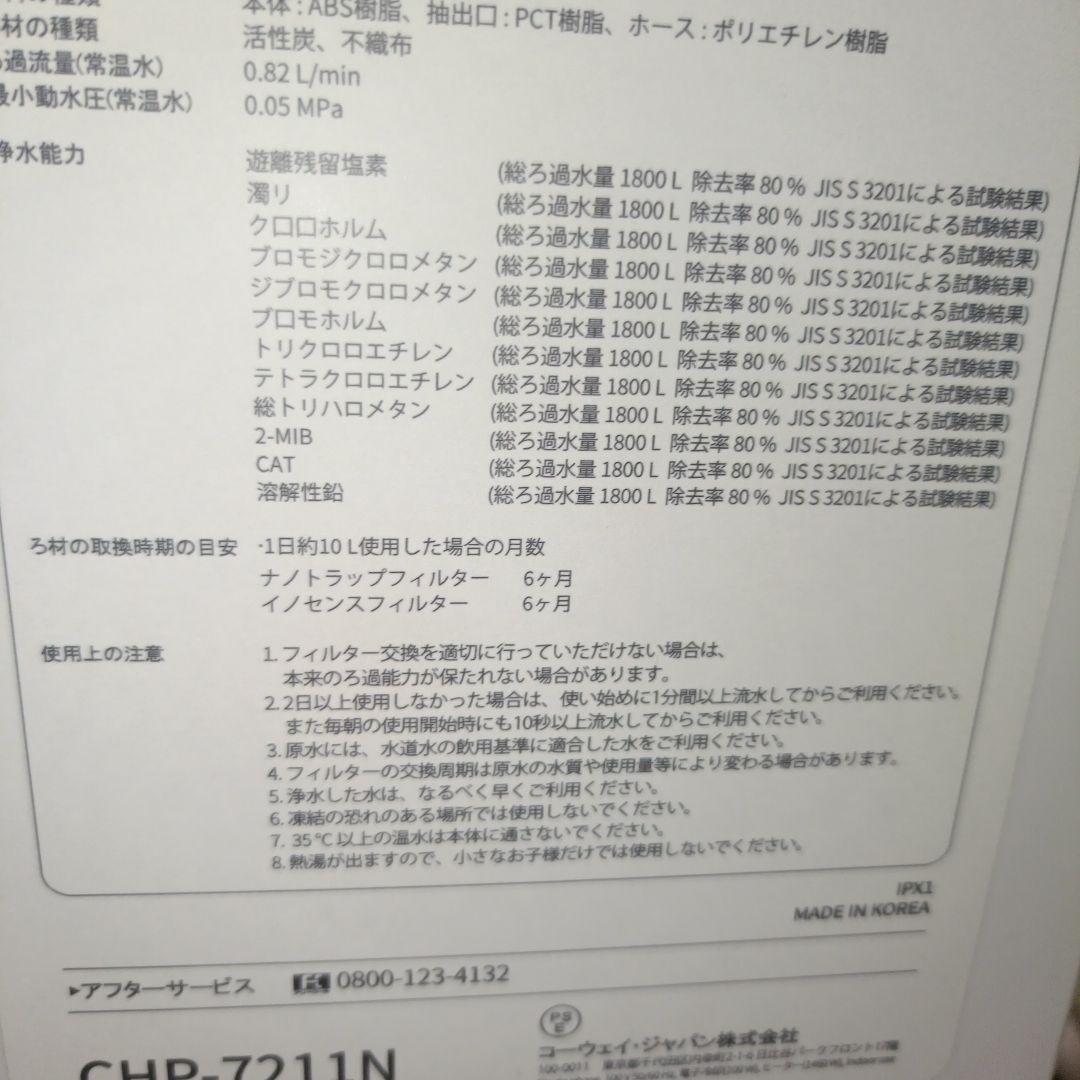 本体 : ABS樹脂、抽出口 : PCT樹脂、ホース : ポリエチレン樹脂
材の種類 活性炭、不織布
過流量(常温水) 0.82 L/min
最小動水圧(常温水) 0.05 MPa
浄水能力 遊離残留塩素 (総ろ過水量 1800 L 除去率 80 % JIS S 3201による試験結果)
濁り (総ろ過水量 1800 L 除去率 80 % JIS S 3201による試験結果)
クロロホルム (総ろ過水量 1800 L 除去率 80 % JIS S 3201による試験結果)
ブロモジクロロメタン (総ろ過水量 1800 L 除去率 80 % JIS S 3201による試験結果)
ジブロモクロロメタン (総ろ過水量 1800 L 除去率 80 % JIS S 3201による試験結果)
ブロモホルム (総ろ過水量 1800 L 除去率 80 % JIS S 3201による試験結果)
トリクロロエチレン (総ろ過水量 1800 L 除去率 80 % JIS S 3201による試験結果)
テトラクロロエチレン (総ろ過水量 1800 L 除去率 80 % JIS S 3201による試験結果)
総トリハロメタン (総ろ過水量 1800 L 除去率 80 % JIS S 3201による試験結果)
2-MIB (総ろ過水量 1800 L 除去率 80 % JIS S 3201による試験結果)
CAT (総ろ過水量 1800 L 除去率 80 % JIS S 3201による試験結果)
溶解性鉛 (総ろ過水量 1800 L 除去率 80 % JIS S 3201による試験結果)
ろ材の取換時期の目安 ·1日約10 L使用した場合の月数
ナノトラップフィルター 6ヶ月
イノセンスフィルター 6ヶ月
使用上の注意 1. フィルター交換を適切に行っていただけない場合は、
本来のろ過能力が保たれない場合があります。
2. 2日以上使用しなかった場合は、使い始めに1分間以上流水してからご利用ください。
また毎朝の使用開始時にも10秒以上流水してからご利用ください。
3. 原水には、水道水の飲用基準に適合した水をご利用ください。
4. フィルターの交換周期は原水の水質や使用量等により変わる場合があります。
5. 浄水した水は、なるべく早くご利用ください。
6. 凍結の恐れのある場所では使用しないでください。
7. 35℃以上の温水は本体に通さないでください。
8. 熱湯が出ますので、小さなお子様だけでは使用しないでください。
IPX1
MADE IN KOREA
▸アフターサービス 0800-123-4132
PS E
コーウェイ・ジャパン株式会社
100-0011 東京都千代田区内幸町2-1-6 日比谷パークフロント17階
CHP-7211N